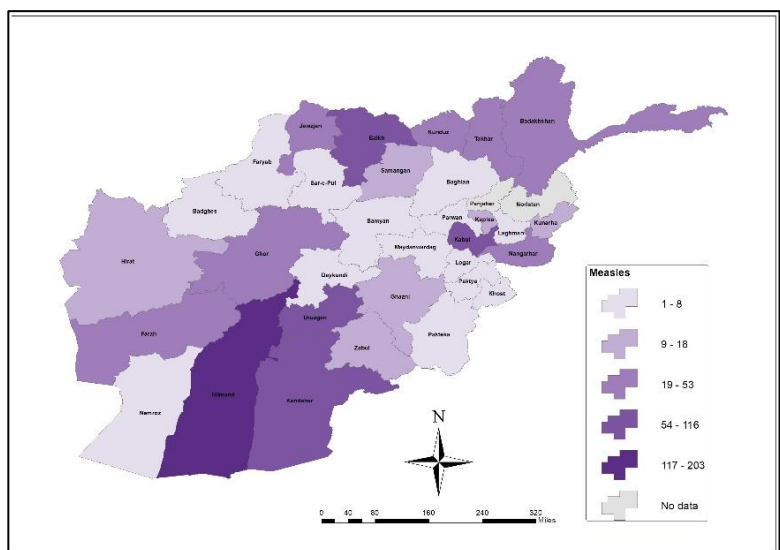 Badakhshan
Jawzjan
Balkh
Kunduz
Takhar
Faryab
Samangan
Sar-e-Pul
Baghlan
Panjsher
Noristan
Badghes
Bamyan
Parwan
Kapisa
Kunarha
Laghman
Hirat
Ghor
Maydanwardag
Kabul
Nangarhar
Logar
Daykundi
Paktya
Khost
Ghazni
Uruzgan
Farah
Zabul
Paktika
Nemroz
Hilmand
Kandahar
Measles
1 - 8
9 - 18
19 - 53
54 - 116
117 - 203
No data
N
0 40 80 160 240 320
Miles